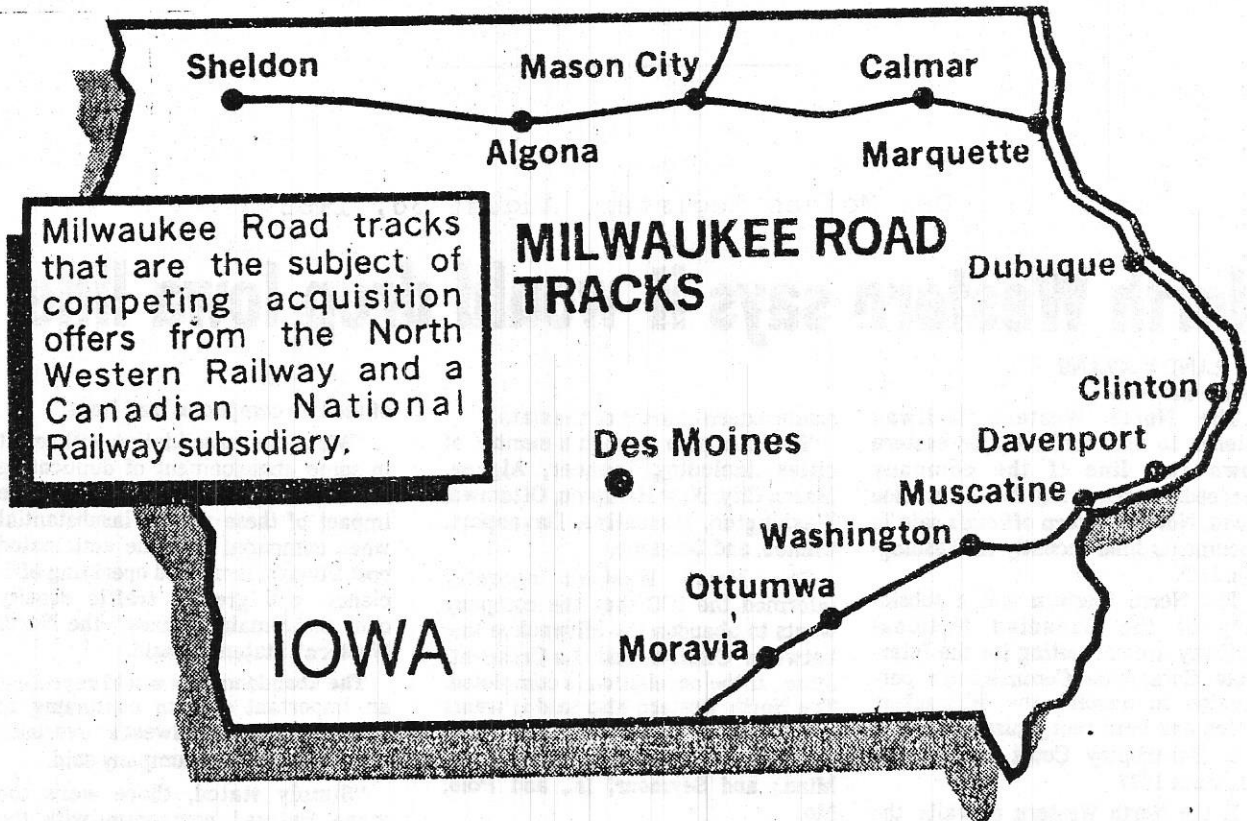 Sheldon
Mason City
Calmar
Algona
Marquette
Milwaukee Road tracks
that are the subject of
competing acquisition
offers from the North
Western Railway and a
Canadian National
Railway subsidiary.
MILWAUKEE ROAD
TRACKS
Dubuque
Clinton
Des Moines
Davenport
Muscatine
Washington
Ottumwa
Moravia
IOWA